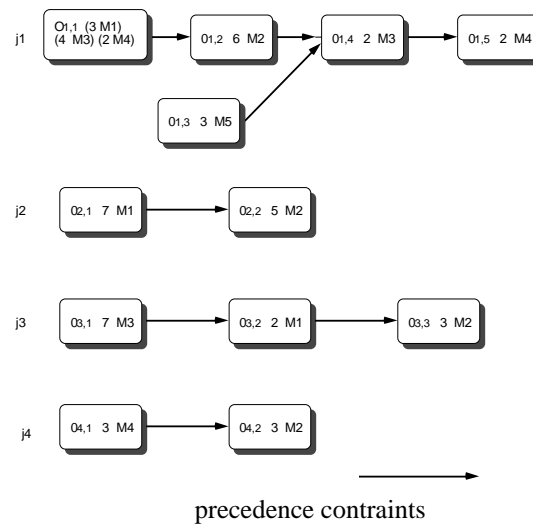 j1
O1,1 (3 M1)
(4 M3) (2 M4)
O1,2 6 M2
O1,4 2 M3
O1,5 2 M4
O1,3 3 M5
j2
O2,1 7 M1
O2,2 5 M2
j3
O3,1 7 M3
O3,2 2 M1
O3,3 3 M2
j4
O4,1 3 M4
O4,2 3 M2
precedence contraints